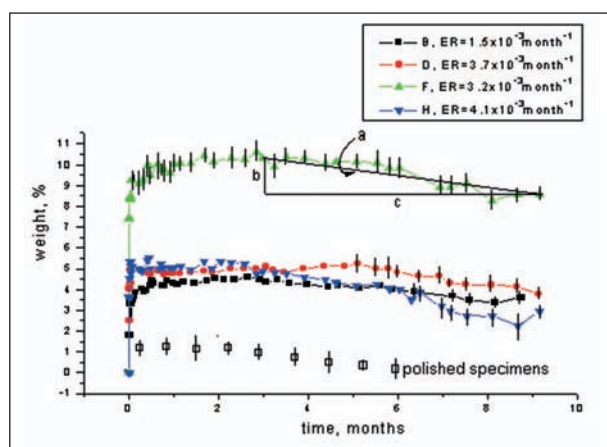 B, ER=1.5x10⁻³month⁻¹
D, ER=3.7x10⁻³month⁻¹
F, ER=3.2x10⁻³month⁻¹
H, ER=4.1x10⁻³month⁻¹
11
10
9
8
7
6
5
4
3
2
1
0
-1
weight, %
a
b
c
polished specimens
0 2 4 6 8 10
time, months